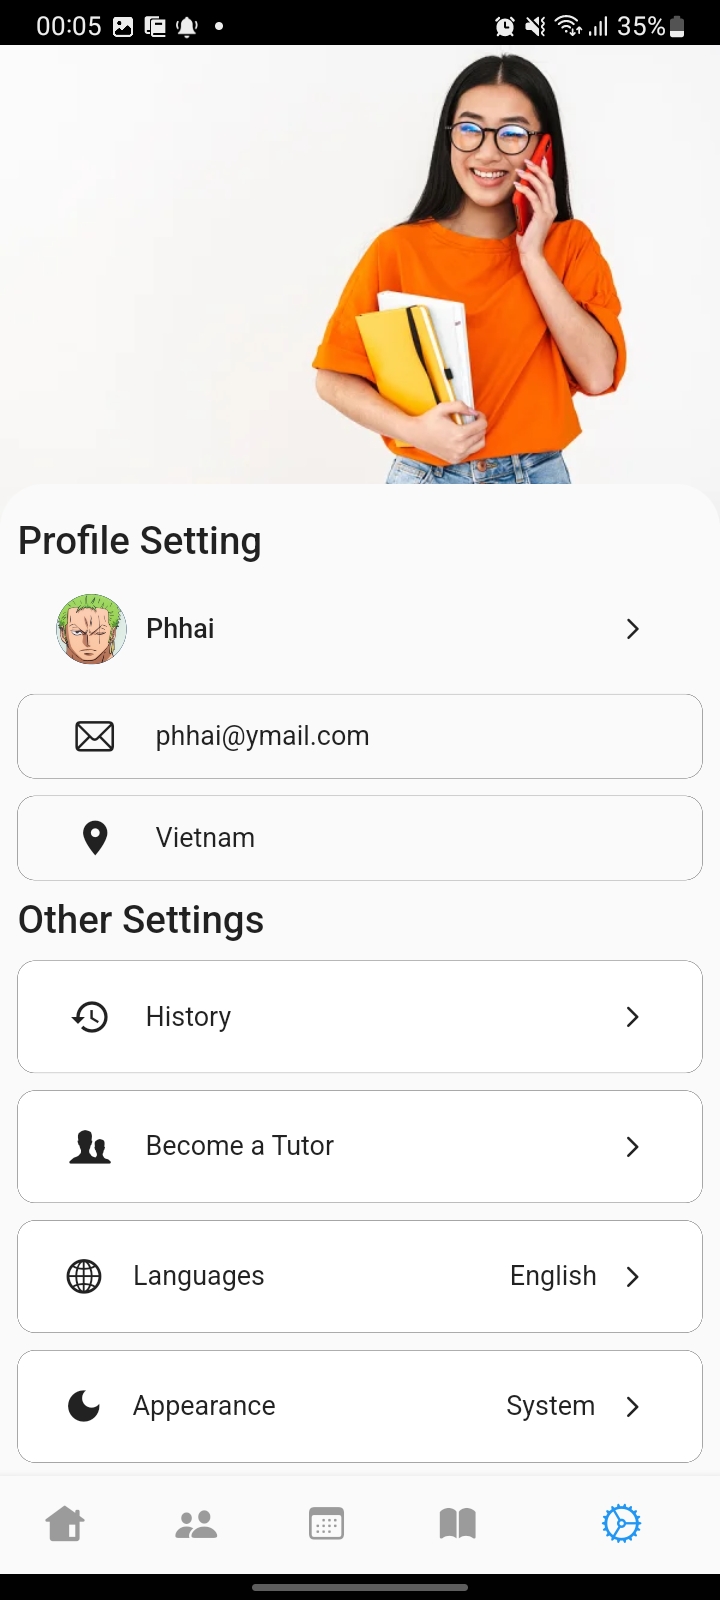 00:05 35%
Profile Setting
Phhai
phhai@ymail.com
Vietnam
Other Settings
History
Become a Tutor
Languages English
Appearance System